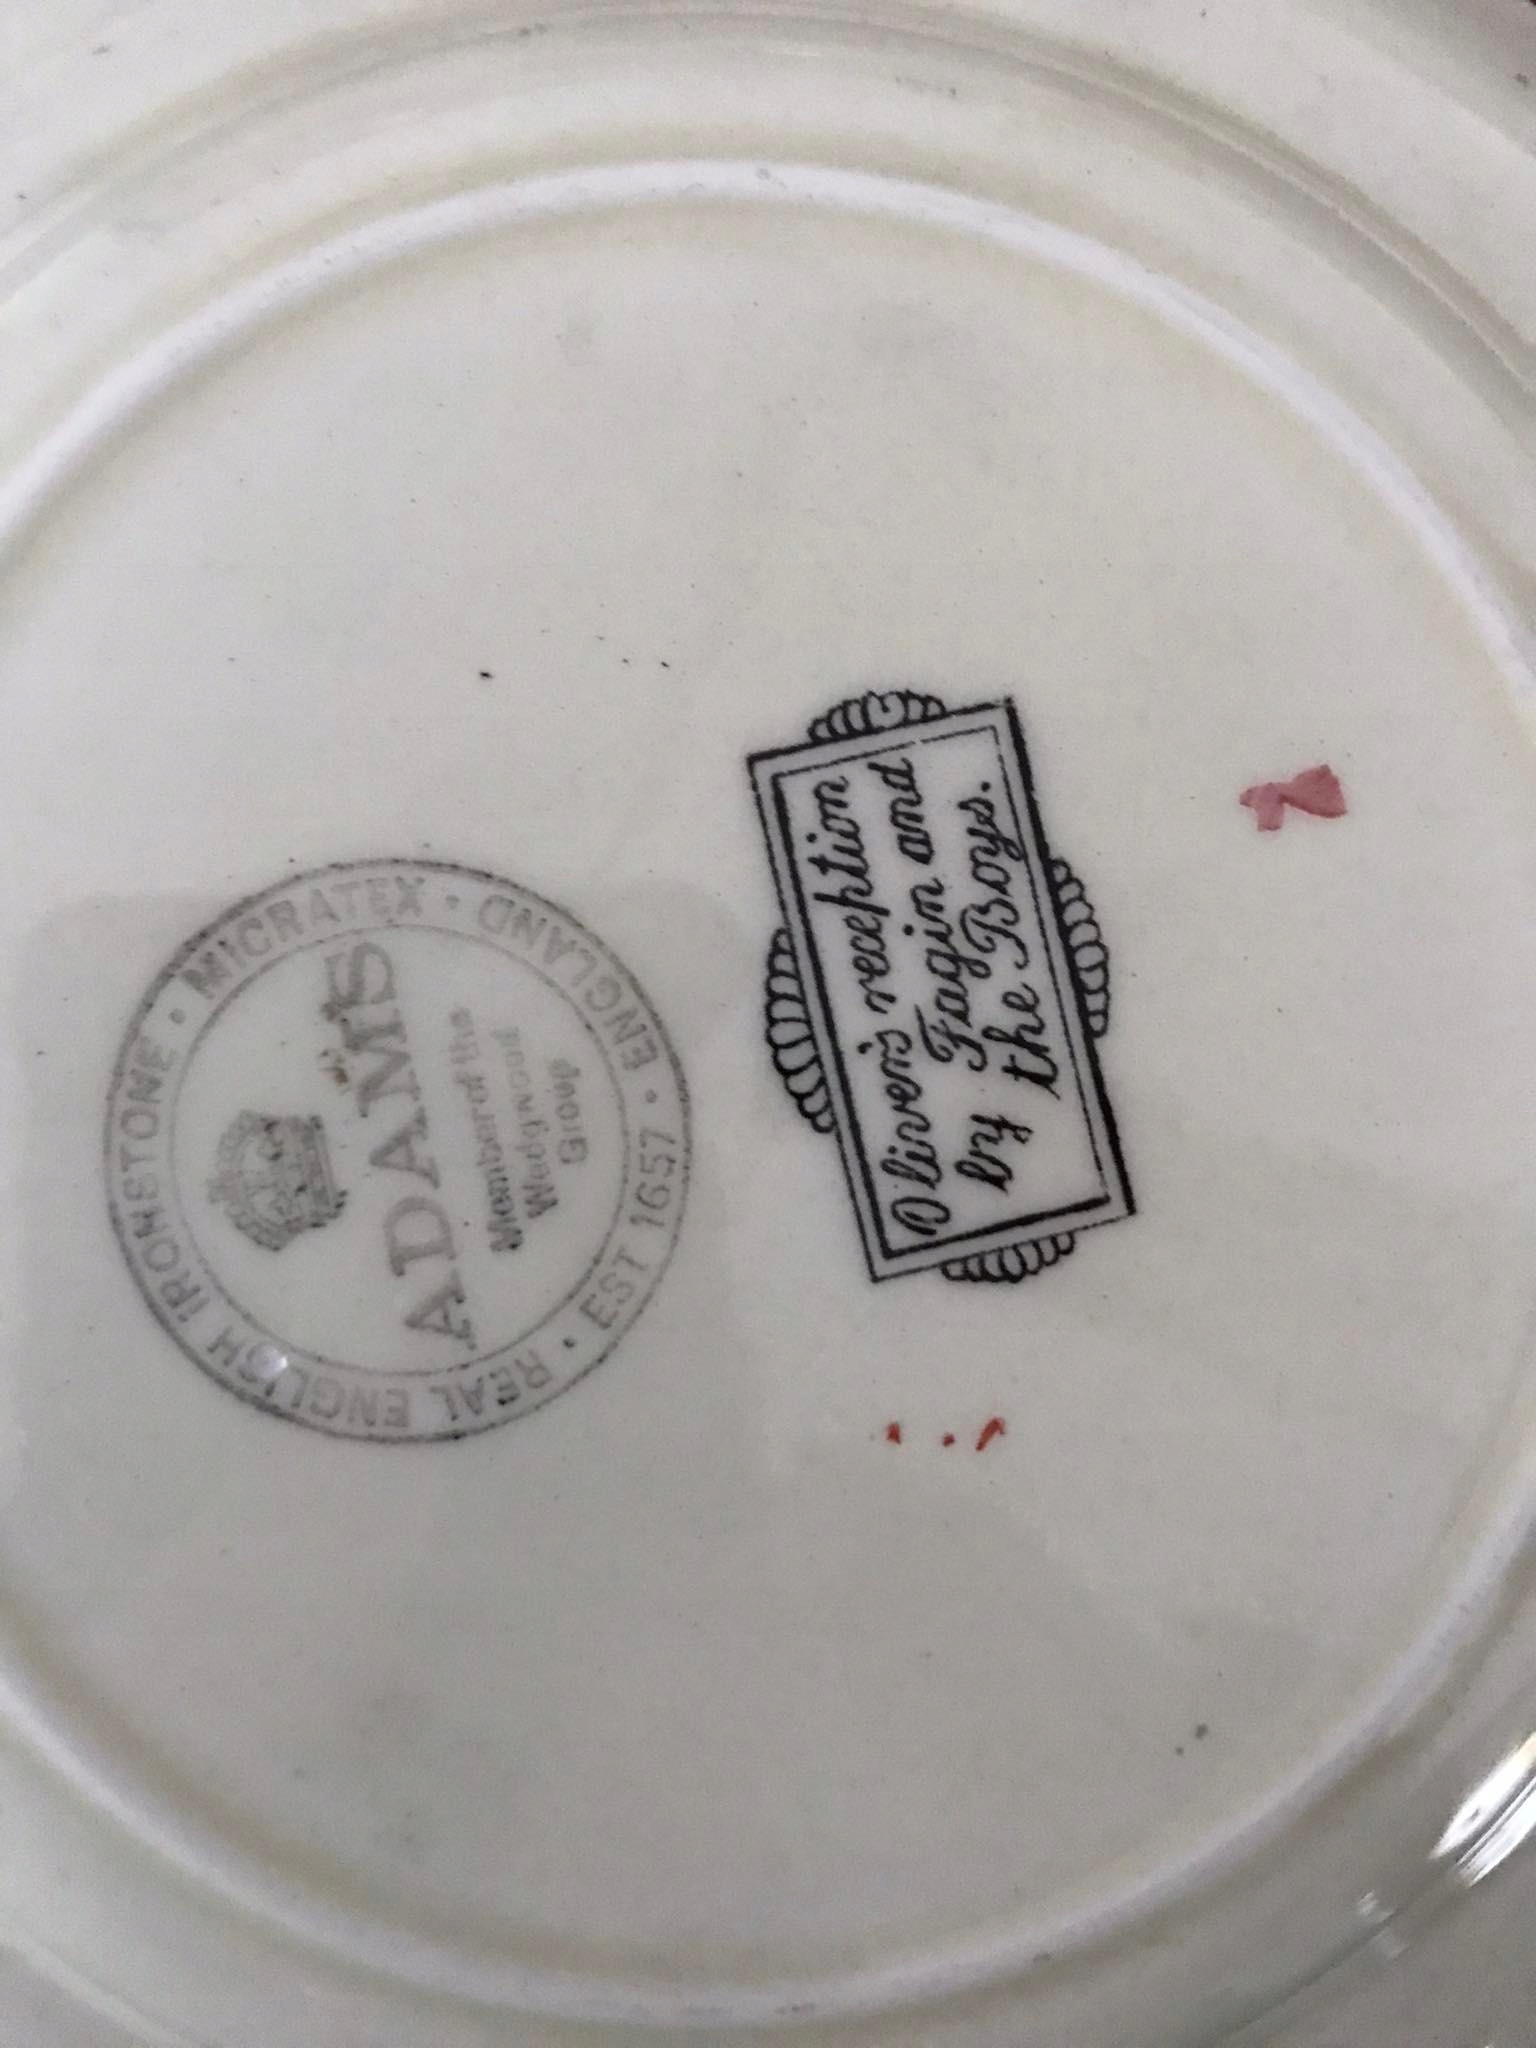 REAL ENGLISH IRONSTONE · MICRATEX · ENGLAND · EST 1657 ·
ADAMS
Member of the
Wedgwood
Group
Oliver's reception
by Fagin and
the Boys.